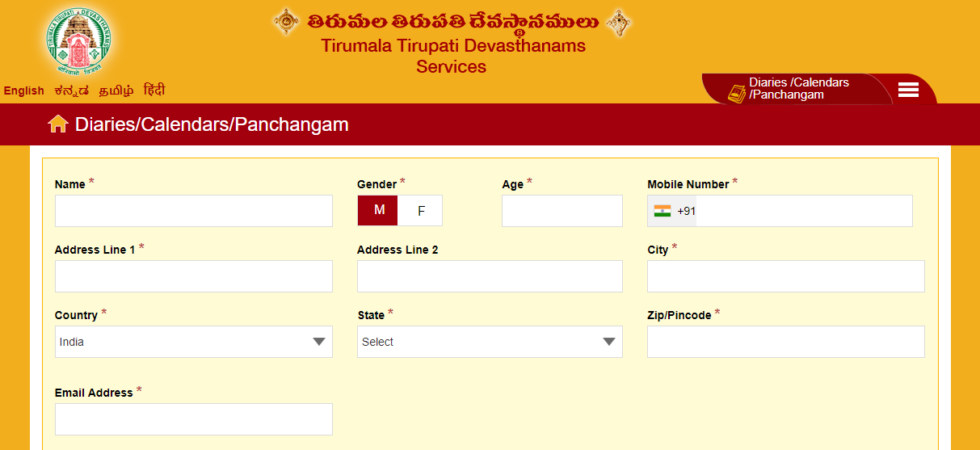 తిరుమల తిరుపతి దేవస్థానములు
Tirumala Tirupati Devasthanams
Services
English ಕನ್ನಡ தமிழ் हिंदी
Diaries /Calendars
/Panchangam
Diaries/Calendars/Panchangam
Name * Gender * Age * Mobile Number *
M F +91
Address Line 1 * Address Line 2 City *
Country * State * Zip/Pincode *
India Select
Email Address *